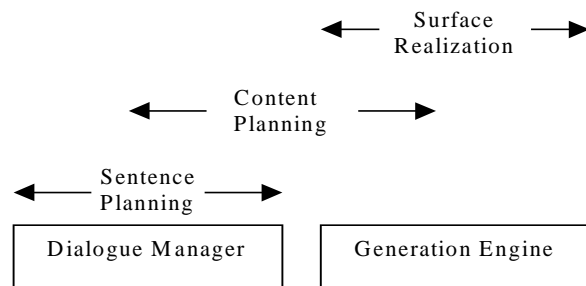 Surface
Realization
Content
Planning
Sentence
Planning
Dialogue Manager
Generation Engine